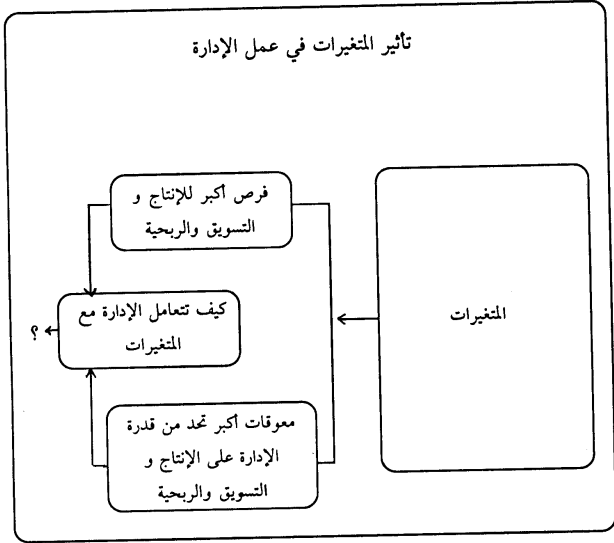 تأثير المتغيرات في عمل الإدارة
المتغيرات
فرص أكبر للإنتاج و
التسويق والربحية
كيف تتعامل الإدارة مع
المتغيرات
؟
معوقات أكبر تحد من قدرة
الإدارة على الإنتاج و
التسويق والربحية